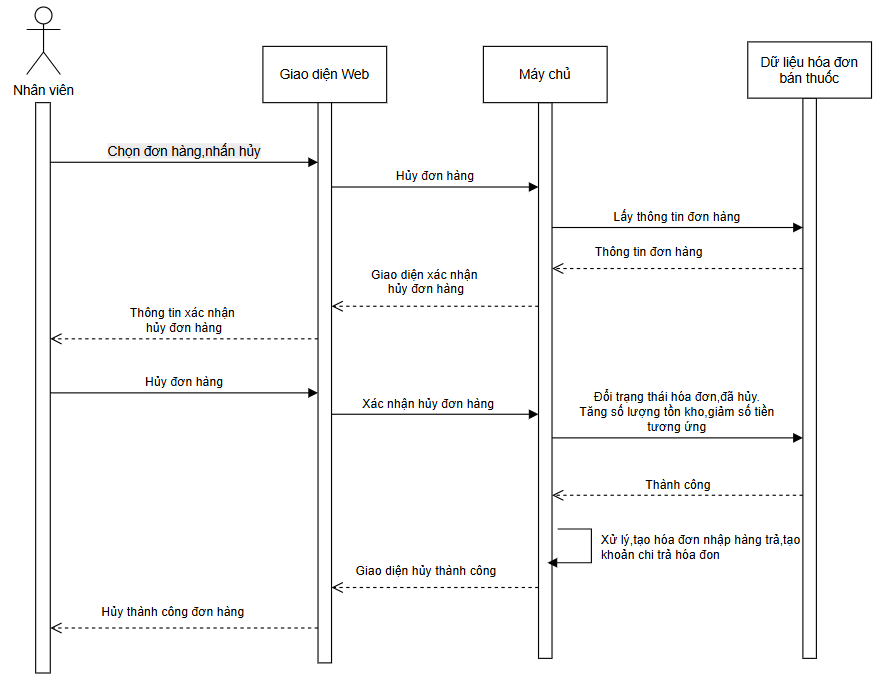 Nhân viên
Giao diện Web
Máy chủ
Dữ liệu hóa đơn
bán thuốc
Chọn đơn hàng,nhấn hủy
Hủy đơn hàng
Lấy thông tin đơn hàng
Thông tin đơn hàng
Giao diện xác nhận
hủy đơn hàng
Thông tin xác nhận
hủy đơn hàng
Hủy đơn hàng
Xác nhận hủy đơn hàng
Đổi trạng thái hóa đơn,đã hủy.
Tăng số lượng tồn kho,giảm số tiền
tương ứng
Thành công
Xử lý,tạo hóa đơn nhập hàng trả,tạo
khoản chi trả hóa đon
Giao diện hủy thành công
Hủy thành công đơn hàng